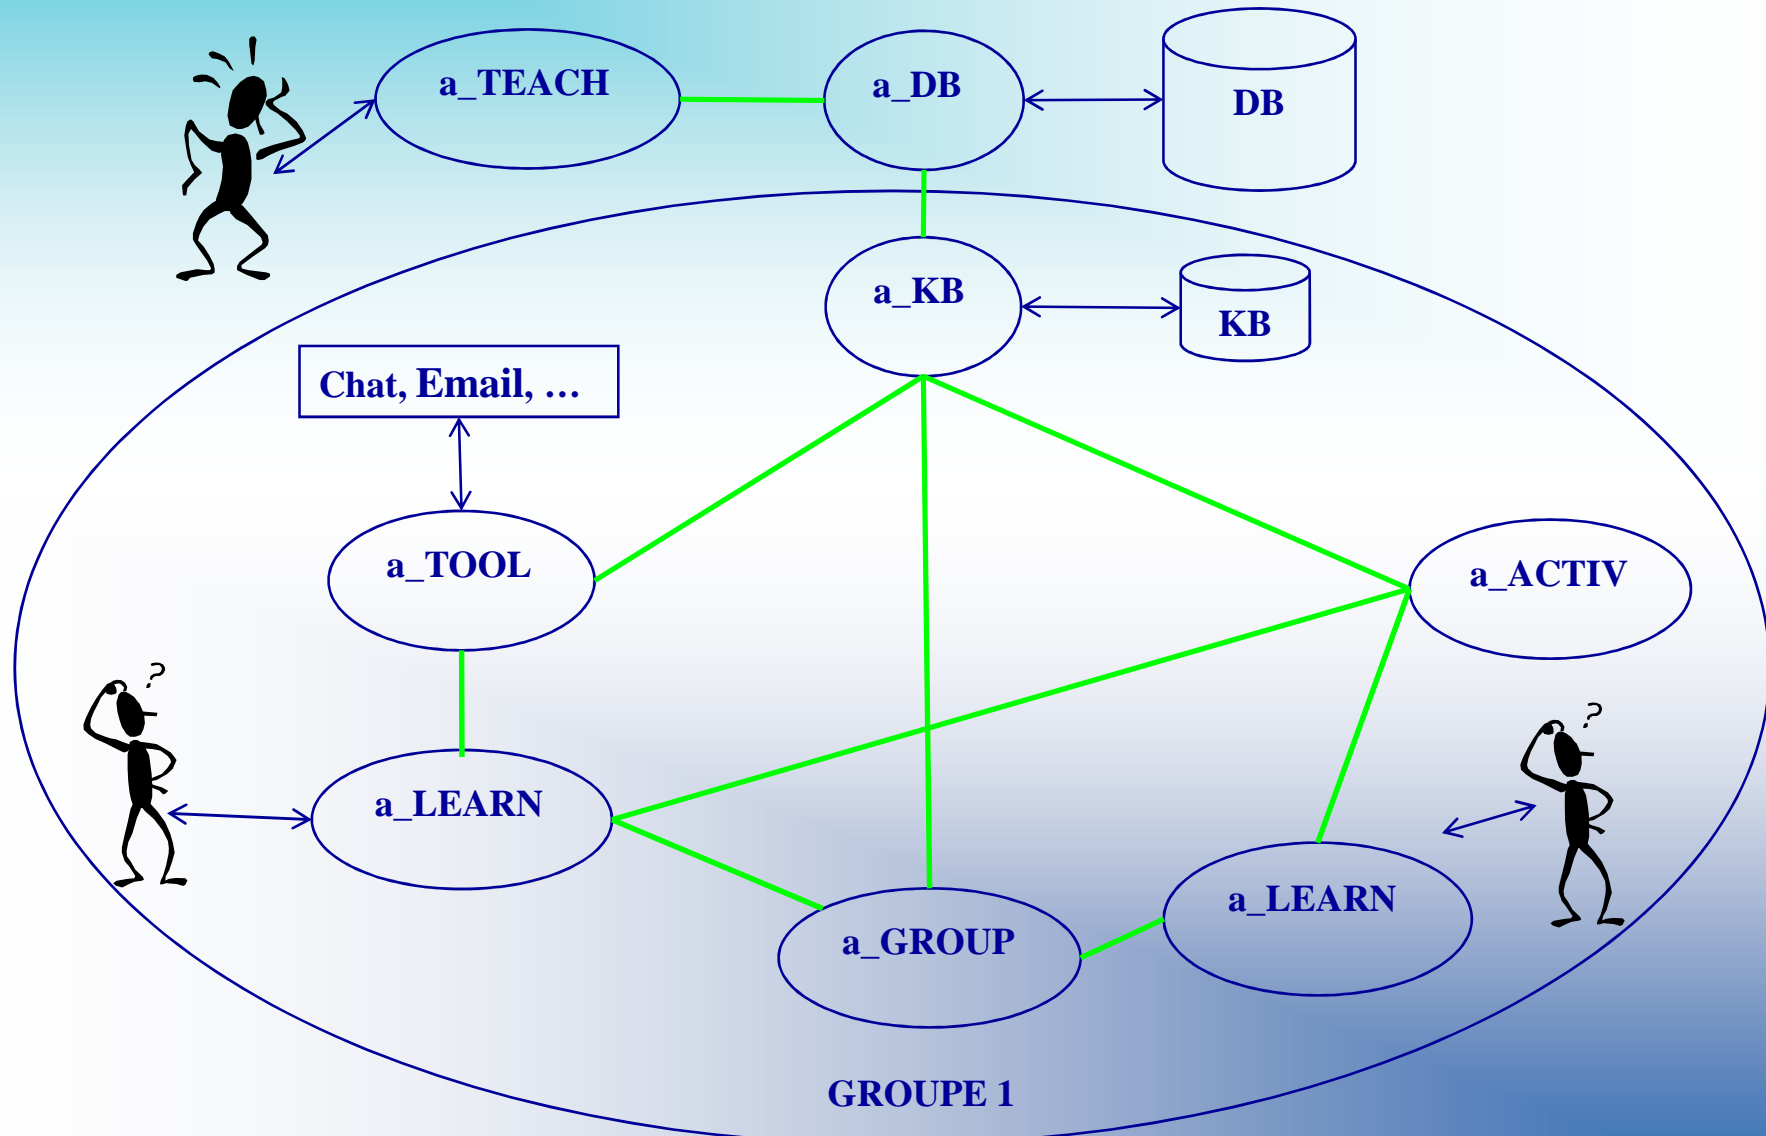 a_TEACH
a_DB
DB
a_KB
KB
Chat, Email, …
a_TOOL
a_ACTIV
?
?
a_LEARN
a_LEARN
a_GROUP
GROUPE 1